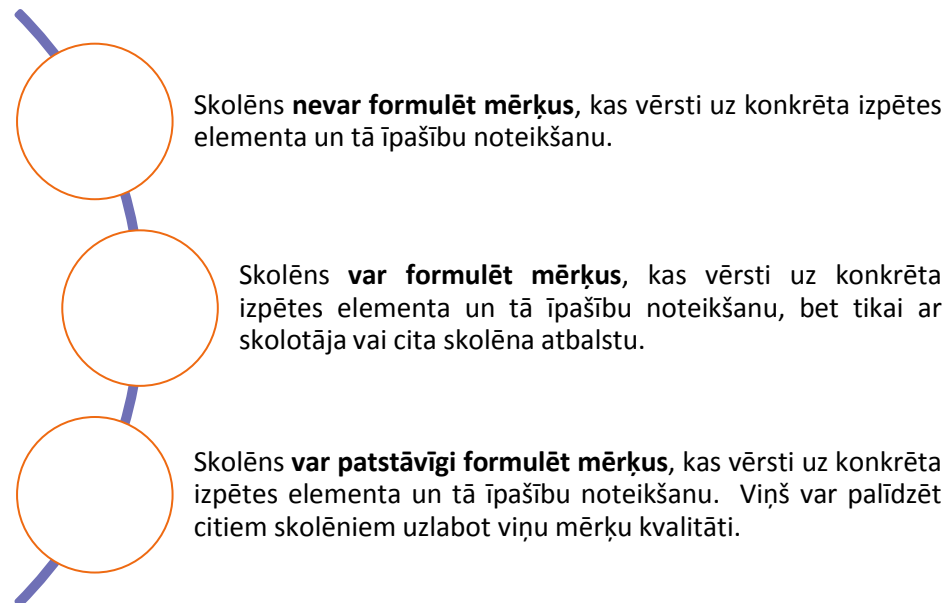 Skolēns nevar formulēt mērķus, kas vērsti uz konkrēta izpētes
elementa un tā īpašību noteikšanu.
Skolēns var formulēt mērķus, kas vērsti uz konkrēta
izpētes elementa un tā īpašību noteikšanu, bet tikai ar
skolotāja vai cita skolēna atbalstu.
Skolēns var patstāvīgi formulēt mērķus, kas vērsti uz konkrēta
izpētes elementa un tā īpašību noteikšanu. Viņš var palīdzēt
citiem skolēniem uzlabot viņu mērķu kvalitāti.